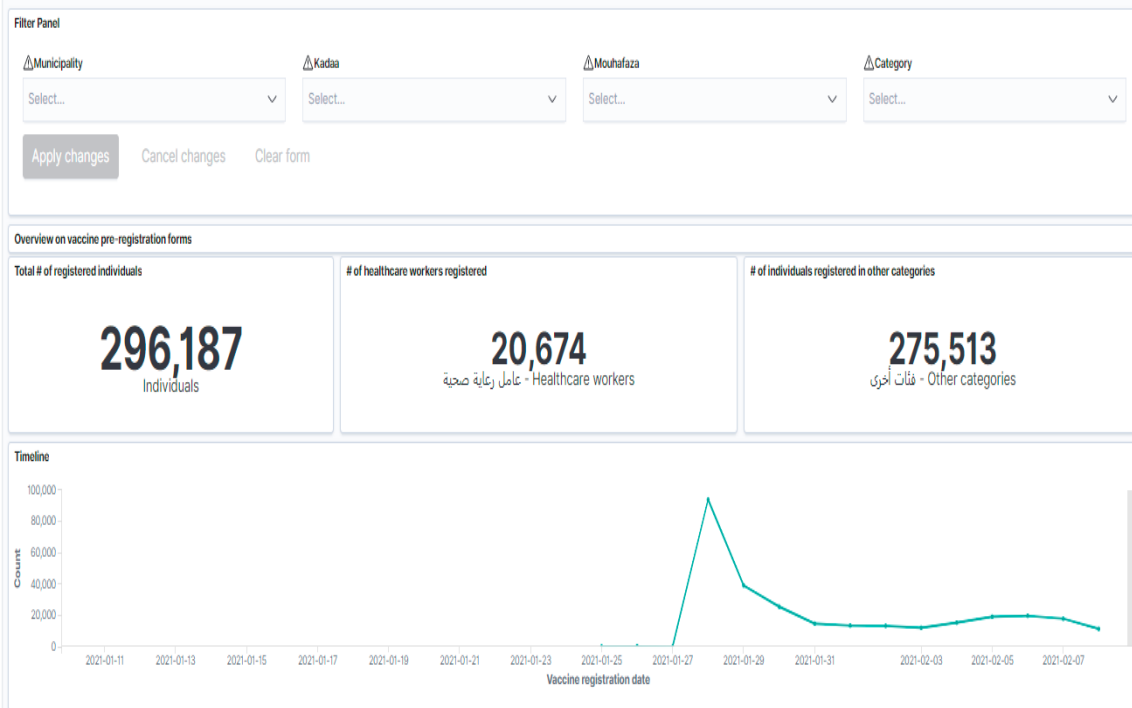 Filter Panel
⚠Municipality
⚠Kadaa
⚠Mouhafaza
⚠Category
Select...
Select...
Select...
Select...
Apply changes
Cancel changes
Clear form
Overview on vaccine pre-registration forms
Total # of registered individuals
296,187
Individuals
# of healthcare workers registered
20,674
عامل رعاية صحية - Healthcare workers
# of individuals registered in other categories
275,513
فئات أخرى - Other categories
Timeline
Count
100,000
80,000
60,000
40,000
20,000
0
2021-01-11
2021-01-13
2021-01-15
2021-01-17
2021-01-19
2021-01-21
2021-01-23
2021-01-25
2021-01-27
2021-01-29
2021-01-31
2021-02-03
2021-02-05
2021-02-07
Vaccine registration date